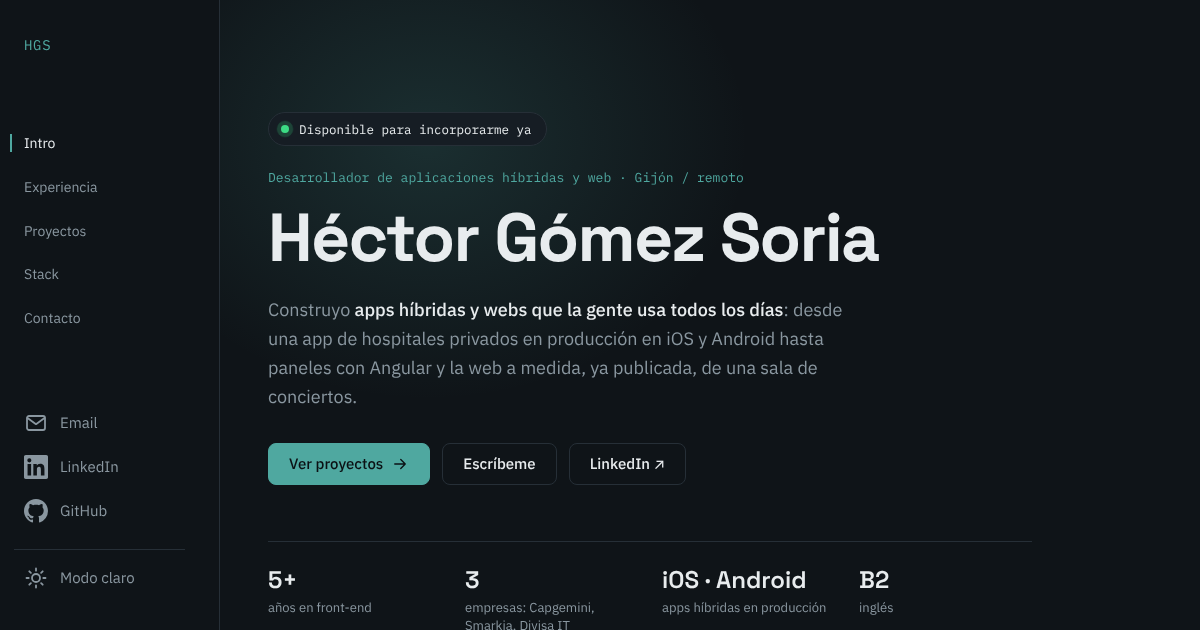 HGS
Intro
Experiencia
Proyectos
Stack
Contacto
Email
LinkedIn
GitHub
Modo claro
Disponible para incorporarme ya
Desarrollador de aplicaciones híbridas y web · Gijón / remoto
Héctor Gómez Soria
Construyo apps híbridas y webs que la gente usa todos los días: desde
una app de hospitales privados en producción en iOS y Android hasta
paneles con Angular y la web a medida, ya publicada, de una sala de
conciertos.
Ver proyectos →
Escríbeme
LinkedIn ↗
5+
años en front-end
3
empresas: Capgemini,
Smarkia, Divisa IT
iOS · Android
apps híbridas en producción
B2
inglés